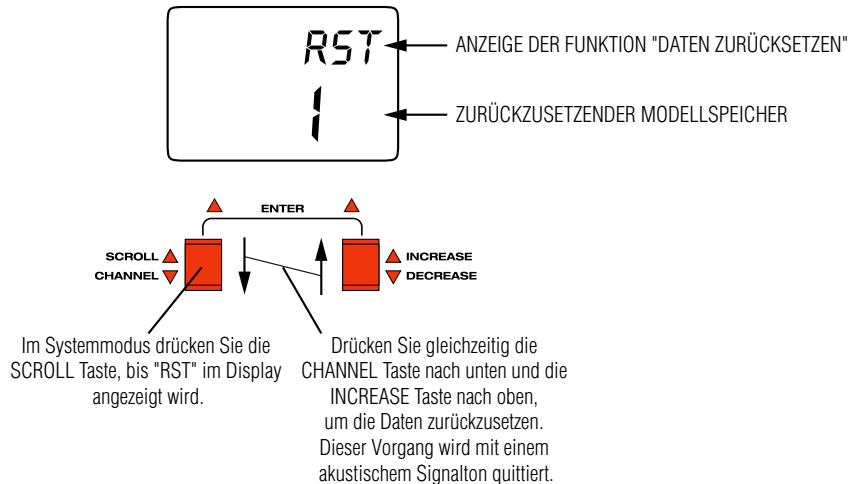 RST
ANZEIGE DER FUNKTION "DATEN ZURÜCKSETZEN"
1
ZURÜCKZUSETZENDER MODELLSPEICHER
ENTER
SCROLL
CHANNEL
INCREASE
DECREASE
Im Systemmodus drücken Sie die
SCROLL Taste, bis "RST" im Display
angezeigt wird.
Drücken Sie gleichzeitig die
CHANNEL Taste nach unten und die
INCREASE Taste nach oben,
um die Daten zurückzusetzen.
Dieser Vorgang wird mit einem
akustischem Signalton quittiert.